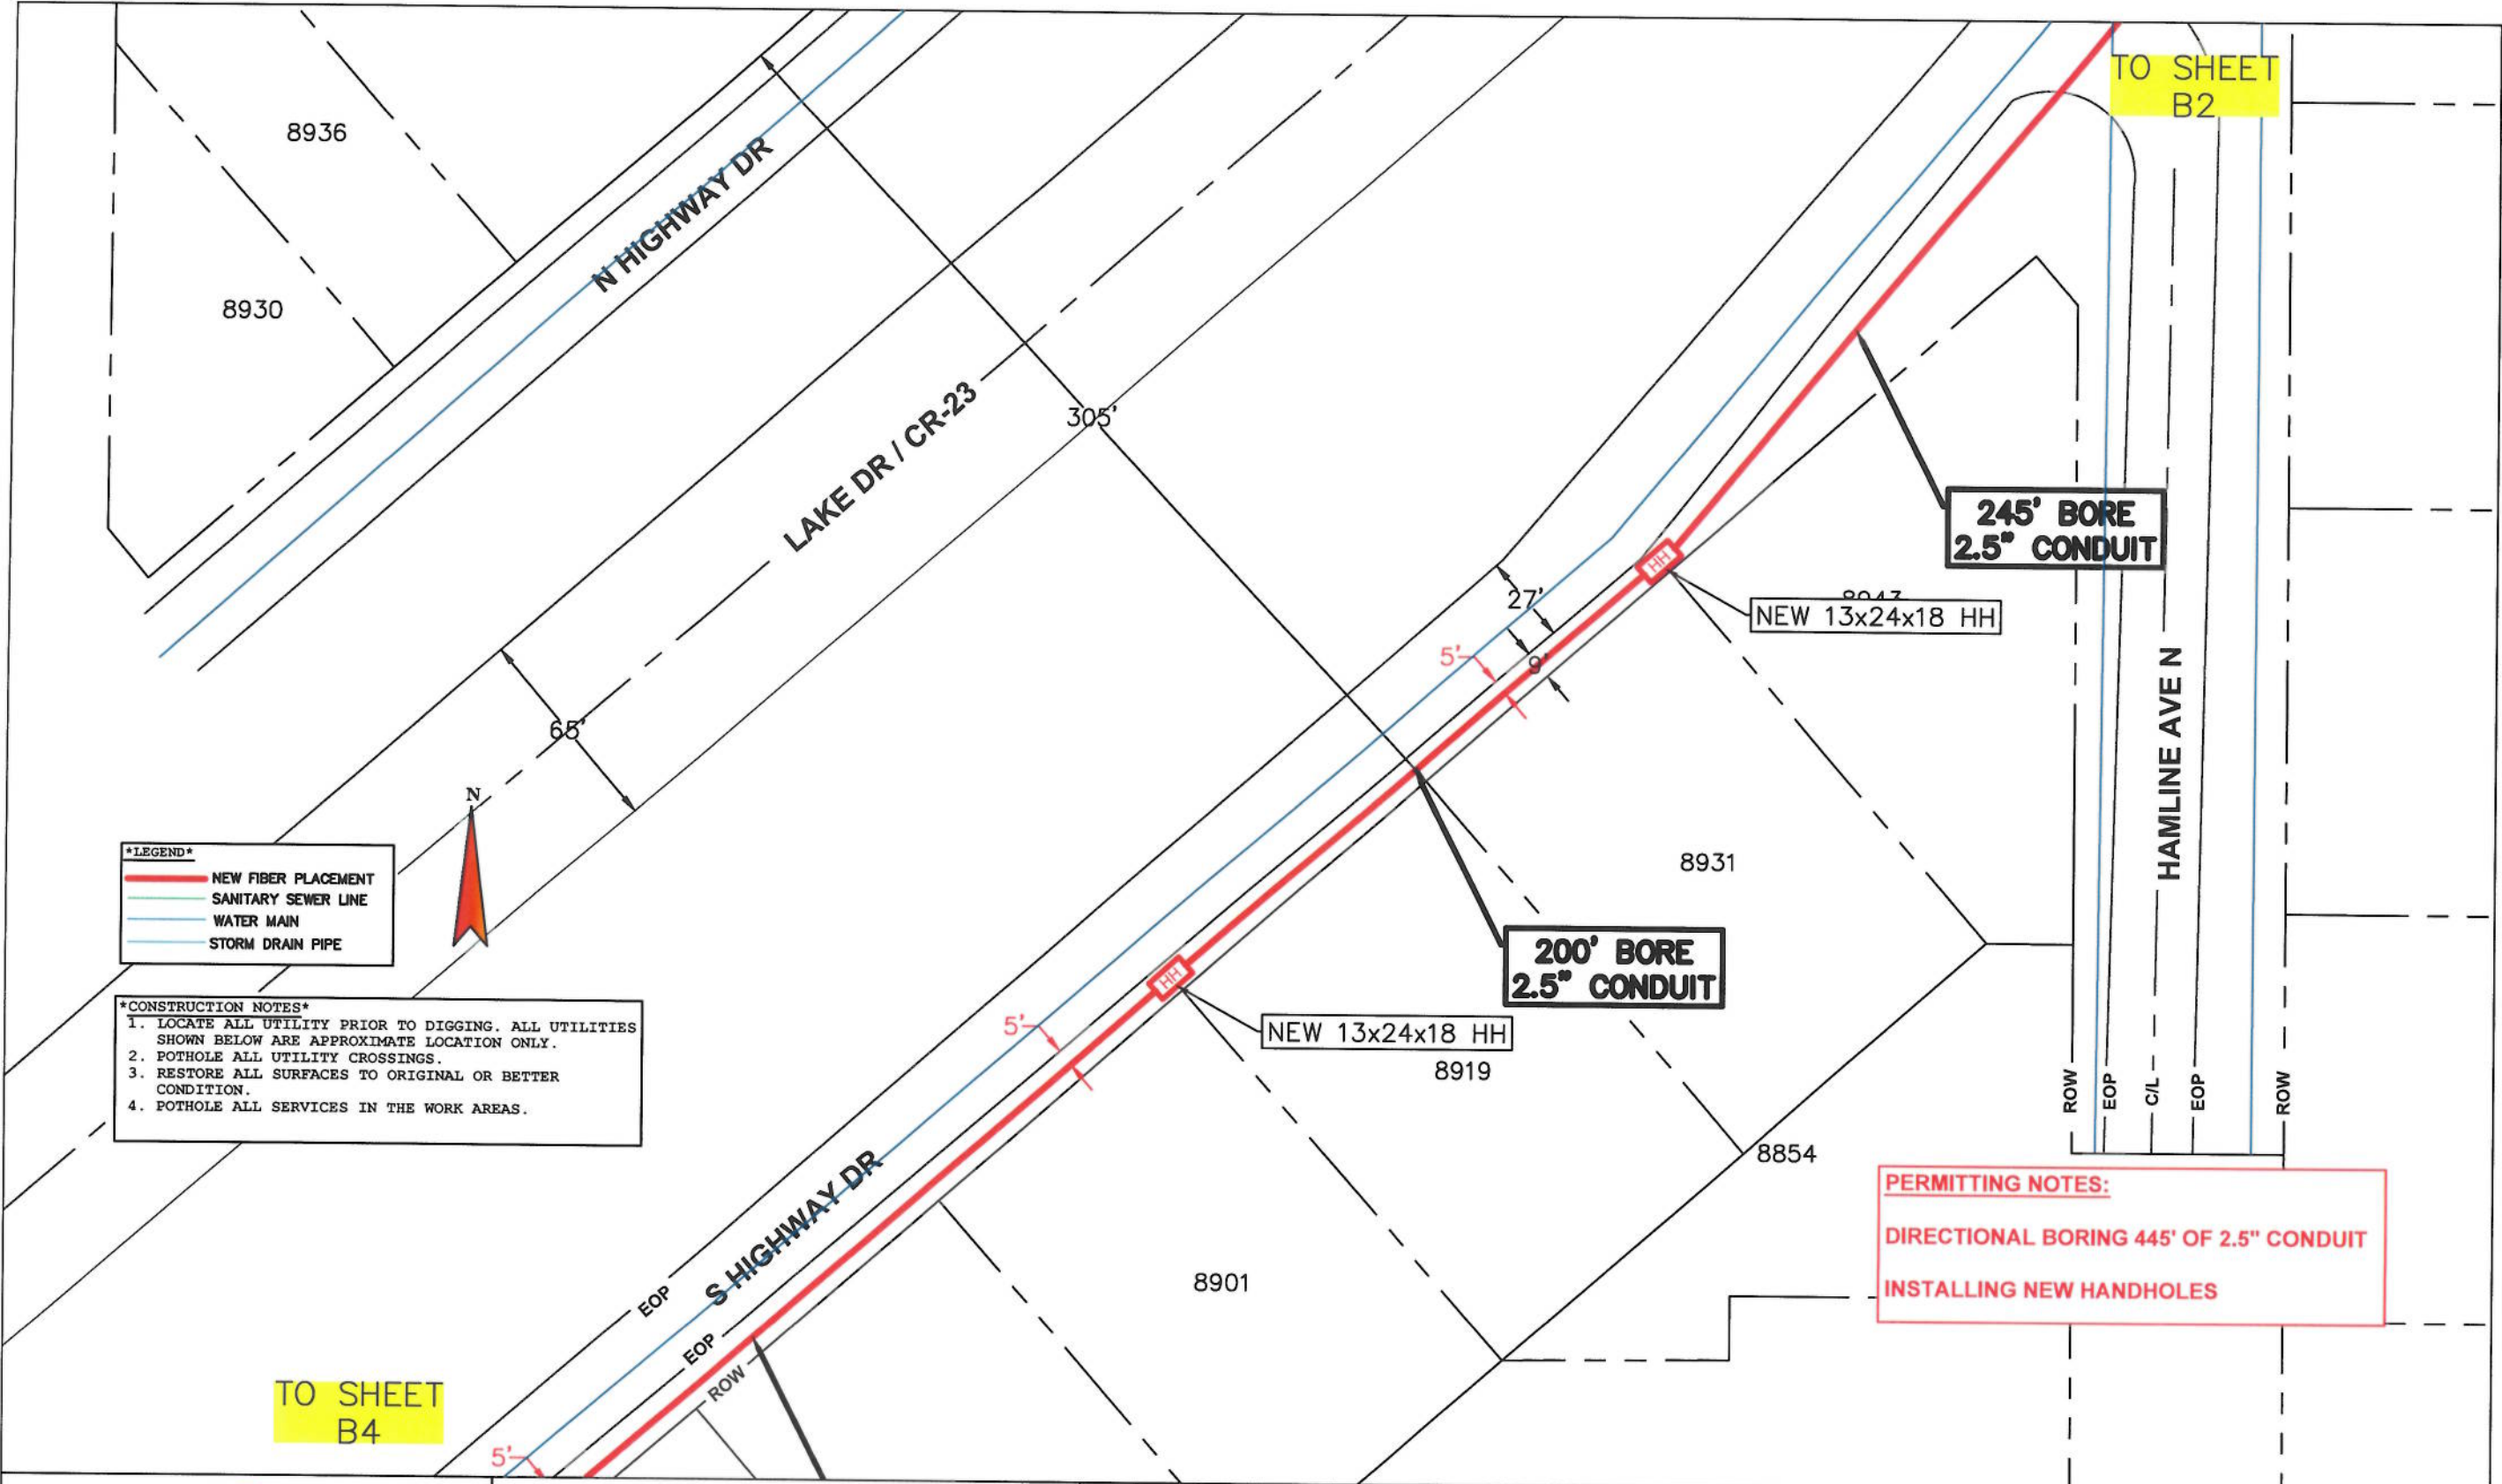 TO SHEET
B2
8936
N HIGHWAY DR
8930
305'
LAKE DR / CR-23
245' BORE
2.5" CONDUIT
27'
NEW 13x24x18 HH
HH
5'
9'
65'
N
HAMLINE AVE N
*LEGEND*
NEW FIBER PLACEMENT
SANITARY SEWER LINE
WATER MAIN
STORM DRAIN PIPE
8931
200' BORE
2.5" CONDUIT
HH
*CONSTRUCTION NOTES*
1. LOCATE ALL UTILITY PRIOR TO DIGGING. ALL UTILITIES
SHOWN BELOW ARE APPROXIMATE LOCATION ONLY.
2. POTHOLE ALL UTILITY CROSSINGS.
3. RESTORE ALL SURFACES TO ORIGINAL OR BETTER
CONDITION.
4. POTHOLE ALL SERVICES IN THE WORK AREAS.
5'
NEW 13x24x18 HH
8919
ROW
EOP
C/L
EOP
ROW
8854
S HIGHWAY DR
PERMITTING NOTES:
DIRECTIONAL BORING 445' OF 2.5" CONDUIT
INSTALLING NEW HANDHOLES
8901
EOP
EOP
ROW
TO SHEET
B4
5'